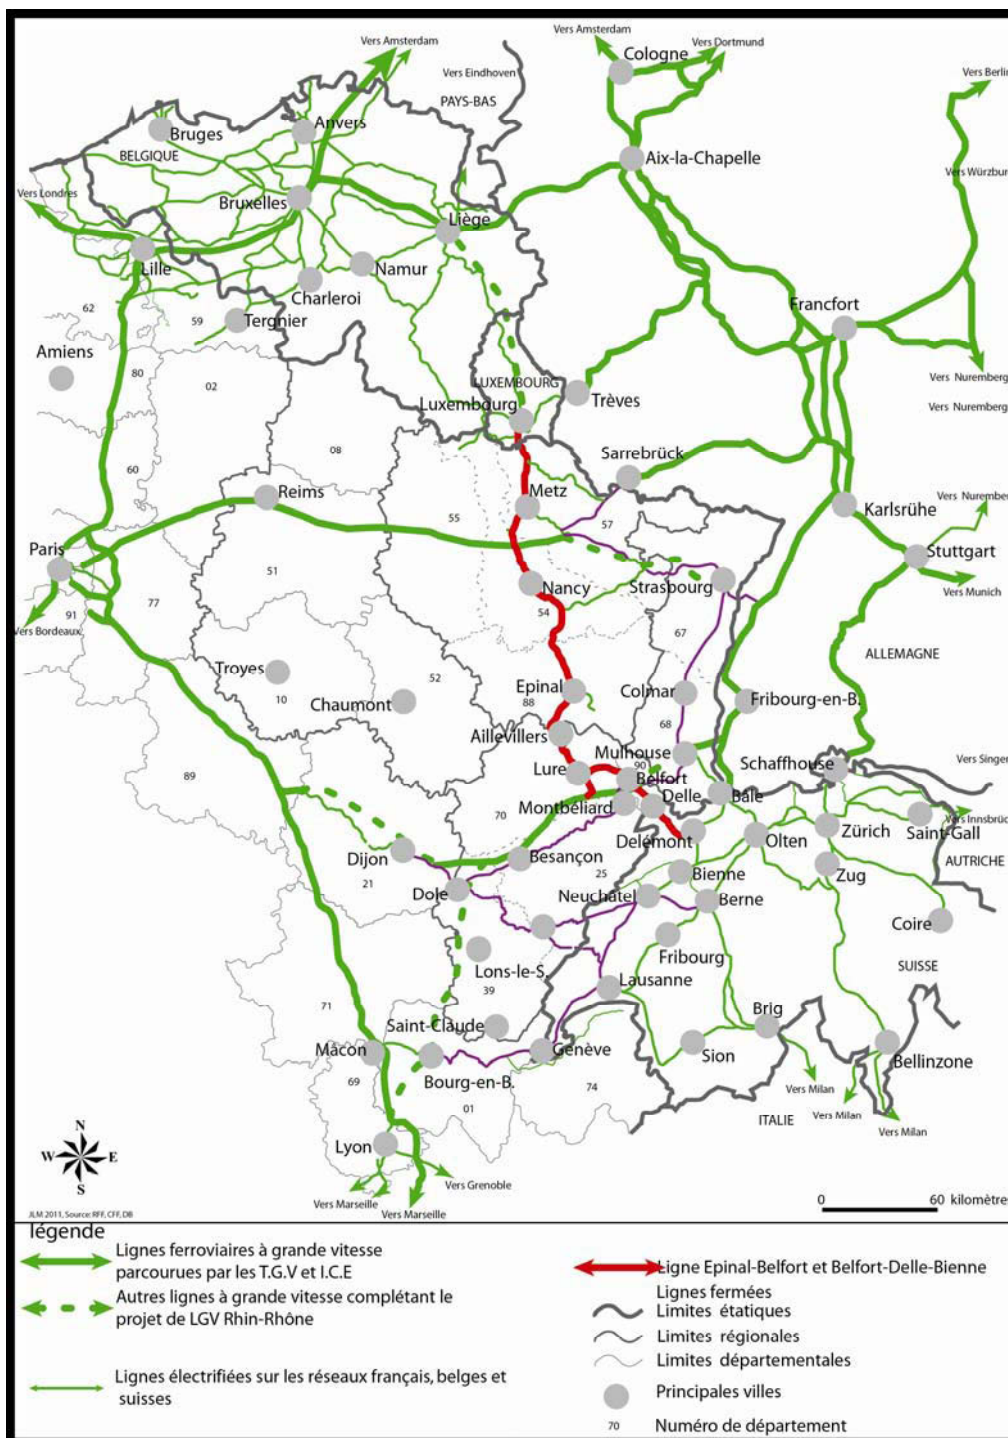 Vers Amsterdam
Vers Amsterdam
Cologne
Vers Dortmund
Vers Eindhoven
PAYS-BAS
Vers Berlin
Bruges
Anvers
BELGIQUE
Aix-la-Chapelle
Vers Würzbur
Vers Londres
Bruxelles
Liège
Lille
Namur
Charleroi
Francfort
62
59
Tergnier
Amiens
80
02
LUXEMBOURG
Trèves
Vers Nuremberg
Luxembourg
Vers Nuremberg
08
Sarrebrück
60
Reims
Metz
Vers Nurember
55
57
Karlsrühe
Paris
51
Nancy
Strasbourg
Stuttgart
77
Vers Munich
91
54
Vers Bordeaux
67
Troyes
ALLEMAGNE
10
52
Epinal
Colmar
Chaumont
88
68
Fribourg-en-B.
Aillevillers
Mulhouse
Schaffhouse
Vers Singen
89
Lure
90
Belfort
Montbéliard
Delle
Bâle
70
Vers Innsbrüc
Delémont
Olten
Zürich
Saint-Gall
Dijon
Besançon
AUTRICHE
21
25
Bienne
Zug
Dole
Neuchâtel
Berne
Coire
Fribourg
Lons-le-S.
SUISSE
39
Lausanne
71
Saint-Claude
Brig
Mâcon
Genève
Sion
Bellinzone
69
Bourg-en-B.
74
Vers Milan
01
ITALIE
Vers Milan
Vers Milan
N
W E
S
Lyon
Vers Grenoble
Vers Marseille
Vers Marseille
0 60 kilomètres
JLM 2011, Source: RFF, CFF, DB
légende
Lignes ferroviaires à grande vitesse
parcourues par les T.G.V et I.C.E
Autres lignes à grande vitesse complétant le
projet de LGV Rhin-Rhône
Lignes électrifiées sur les réseaux français, belges et
suisses
Ligne Epinal-Belfort et Belfort-Delle-Bienne
Lignes fermées
Limites étatiques
Limites régionales
Limites départementales
Principales villes
70 Numéro de département